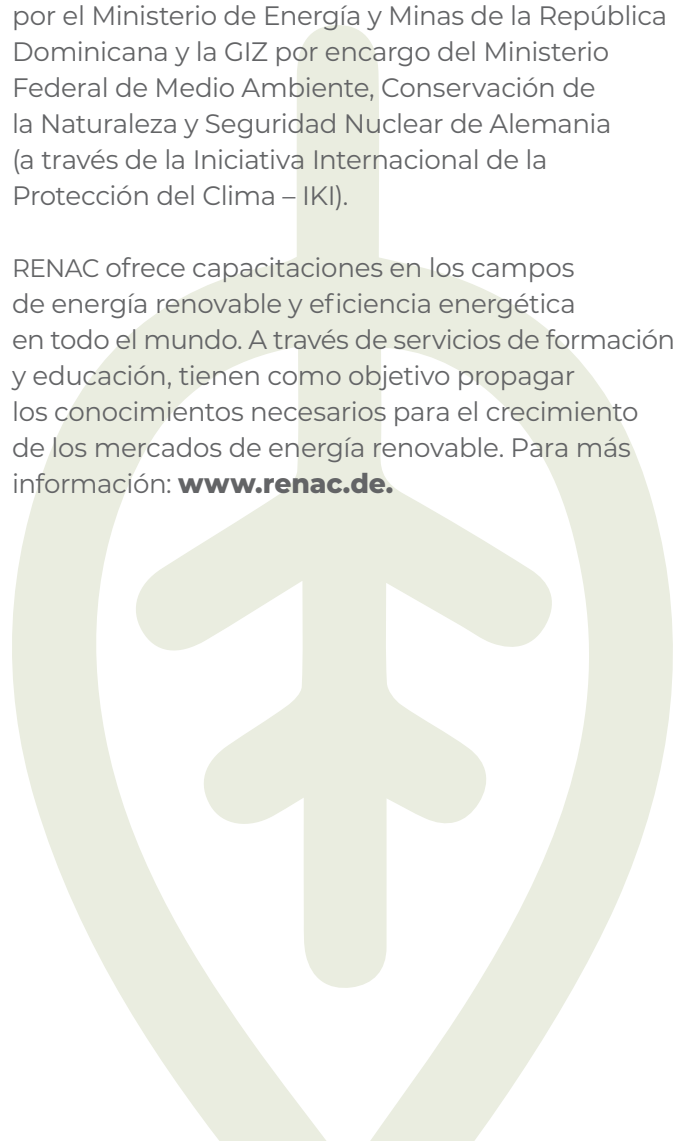 por el Ministerio de Energía y Minas de la República
Dominicana y la GIZ por encargo del Ministerio
Federal de Medio Ambiente, Conservación de
la Naturaleza y Seguridad Nuclear de Alemania
(a través de la Iniciativa Internacional de la
Protección del Clima – IKI).
RENAC ofrece capacitaciones en los campos
de energía renovable y eficiencia energética
en todo el mundo. A través de servicios de formación
y educación, tienen como objetivo propagar
los conocimientos necesarios para el crecimiento
de los mercados de energía renovable. Para más
información: www.renac.de.